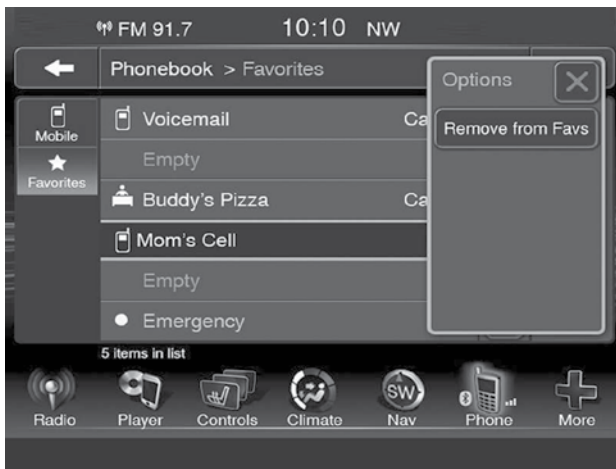 FM 91.7 10:10 NW
Phonebook > Favorites
Options
Mobile
Voicemail Ca
Remove from Favs
Empty
Favorites
Buddy's Pizza Ca
Mom's Cell
Empty
Emergency
5 items in list
SW
Radio Player Controls Climate Nav Phone More